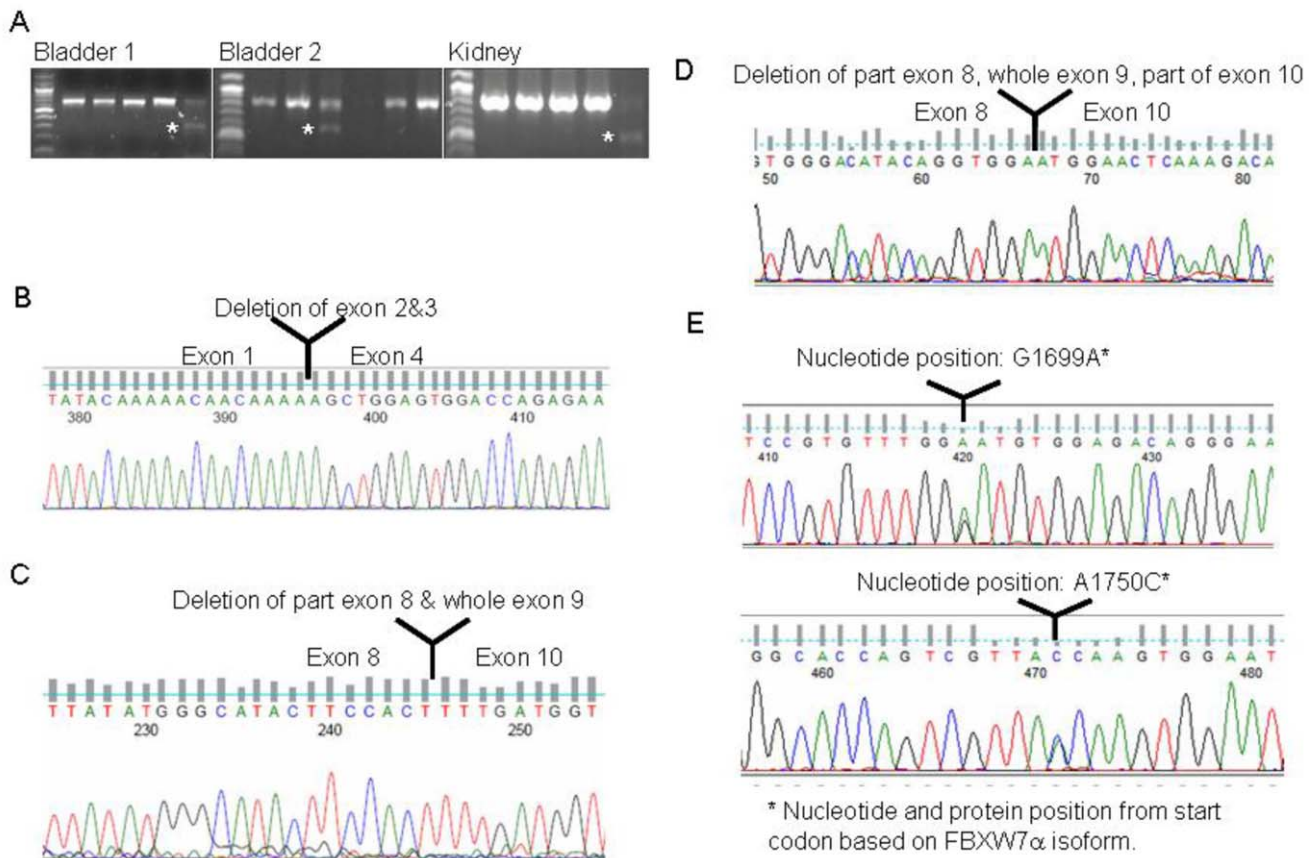 A
Bladder 1
Bladder 2
Kidney
*
*
*
B
Deletion of exon 2&3
Exon 1
Exon 4
TATACAAAAACAACAAAAAGCTGGAGTGGACCAGAGAA
380 390 400 410
C
Deletion of part exon 8 & whole exon 9
Exon 8
Exon 10
TTATATGGGCATACTTCCACTTTTGATGGT
230 240 250
D
Deletion of part exon 8, whole exon 9, part of exon 10
Exon 8
Exon 10
GTGGGACATACAGGTGGAATGGAACTCAAAGACA
50 60 70 80
E
Nucleotide position: G1699A*
TCCGTGTTTGGAATGTGGAGACAGGGAA
410 420 430
Nucleotide position: A1750C*
GGCACCAGTCGTTACCAAGTGGAAT
460 470 480
* Nucleotide and protein position from start
codon based on FBXW7α isoform.